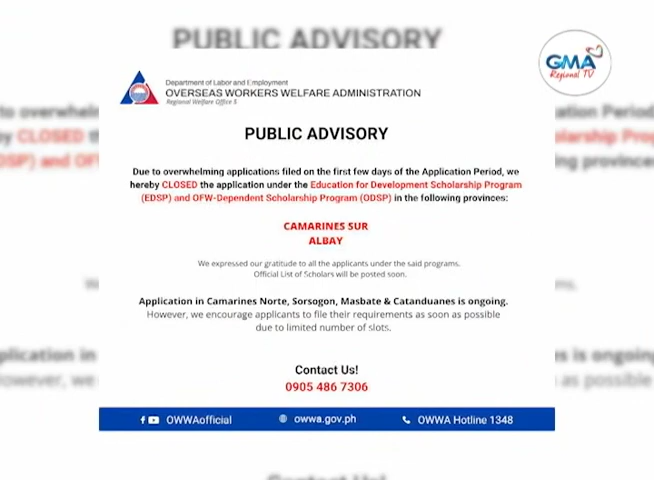 PUBLIC ADVISORY
GMA
Regional TV
Department of Labor and Employment
OVERSEAS WORKERS WELFARE ADMINISTRATION
Regional Welfare Office 5
PUBLIC ADVISORY
Due to overwhelming applications filed on the first few days of the Application Period, we
hereby CLOSED the application under the Education for Development Scholarship Program
(EDSP) and OFW-Dependent Scholarship Program (ODSP) in the following provinces:
CAMARINES SUR
ALBAY
We expressed our gratitude to all the applicants under the said programs.
Official List of Scholars will be posted soon.
Application in Camarines Norte, Sorsogon, Masbate & Catanduanes is ongoing.
However, we encourage applicants to file their requirements as soon as possible
due to limited number of slots.
Contact Us!
0905 486 7306
OWWAofficial
owwa.gov.ph
OWWA Hotline 1348